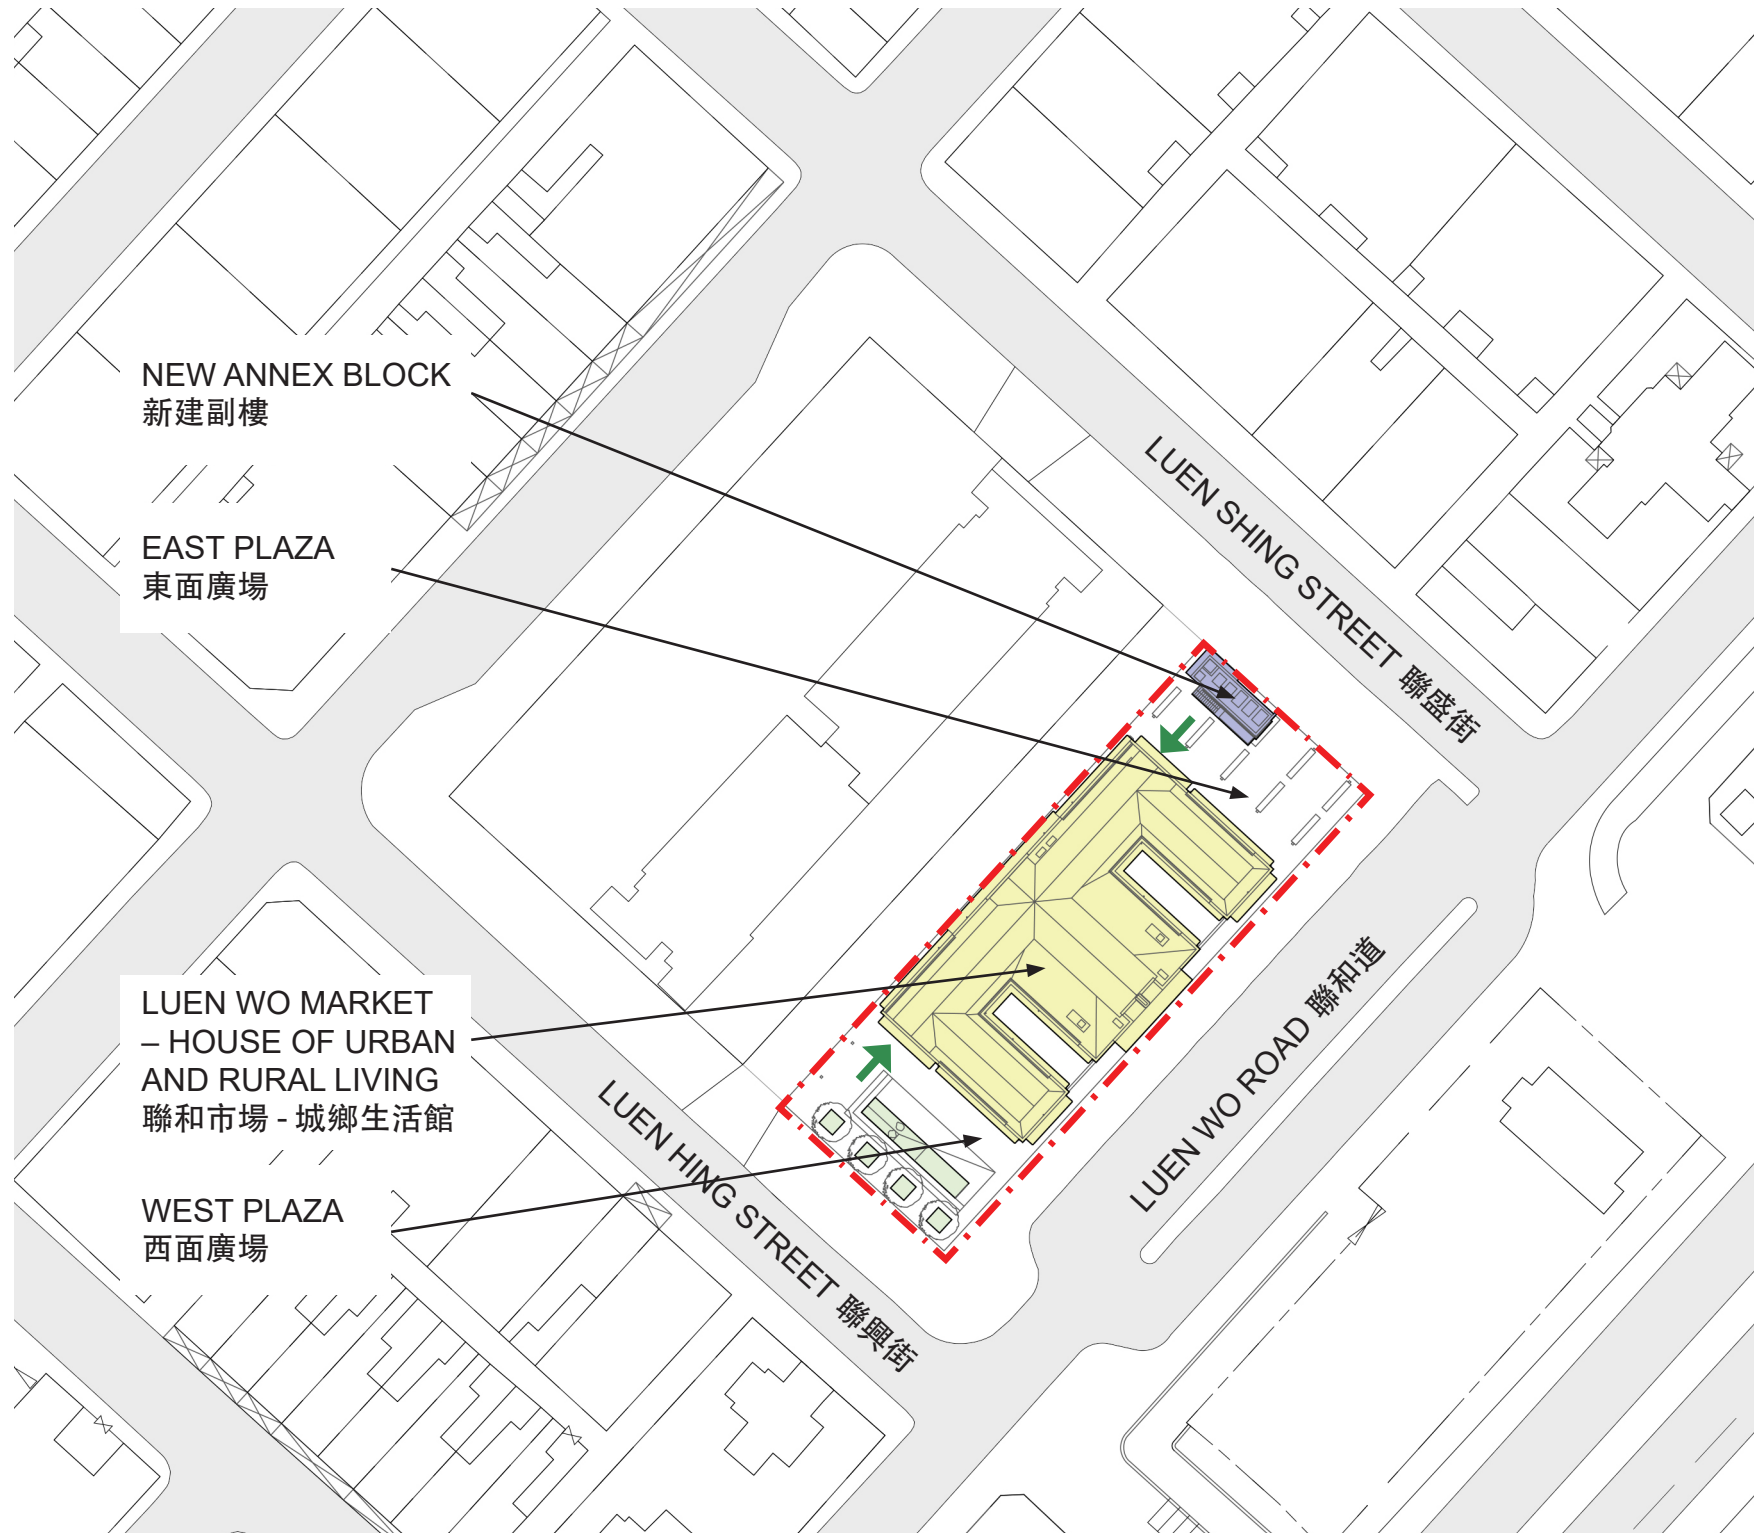 NEW ANNEX BLOCK
新建副樓
EAST PLAZA
東面廣場
LUEN SHING STREET 聯盛街
LUEN WO MARKET
– HOUSE OF URBAN
AND RURAL LIVING
聯和市場 - 城鄉生活館
LUEN WO ROAD 聯和道
WEST PLAZA
西面廣場
LUEN HING STREET 聯興街